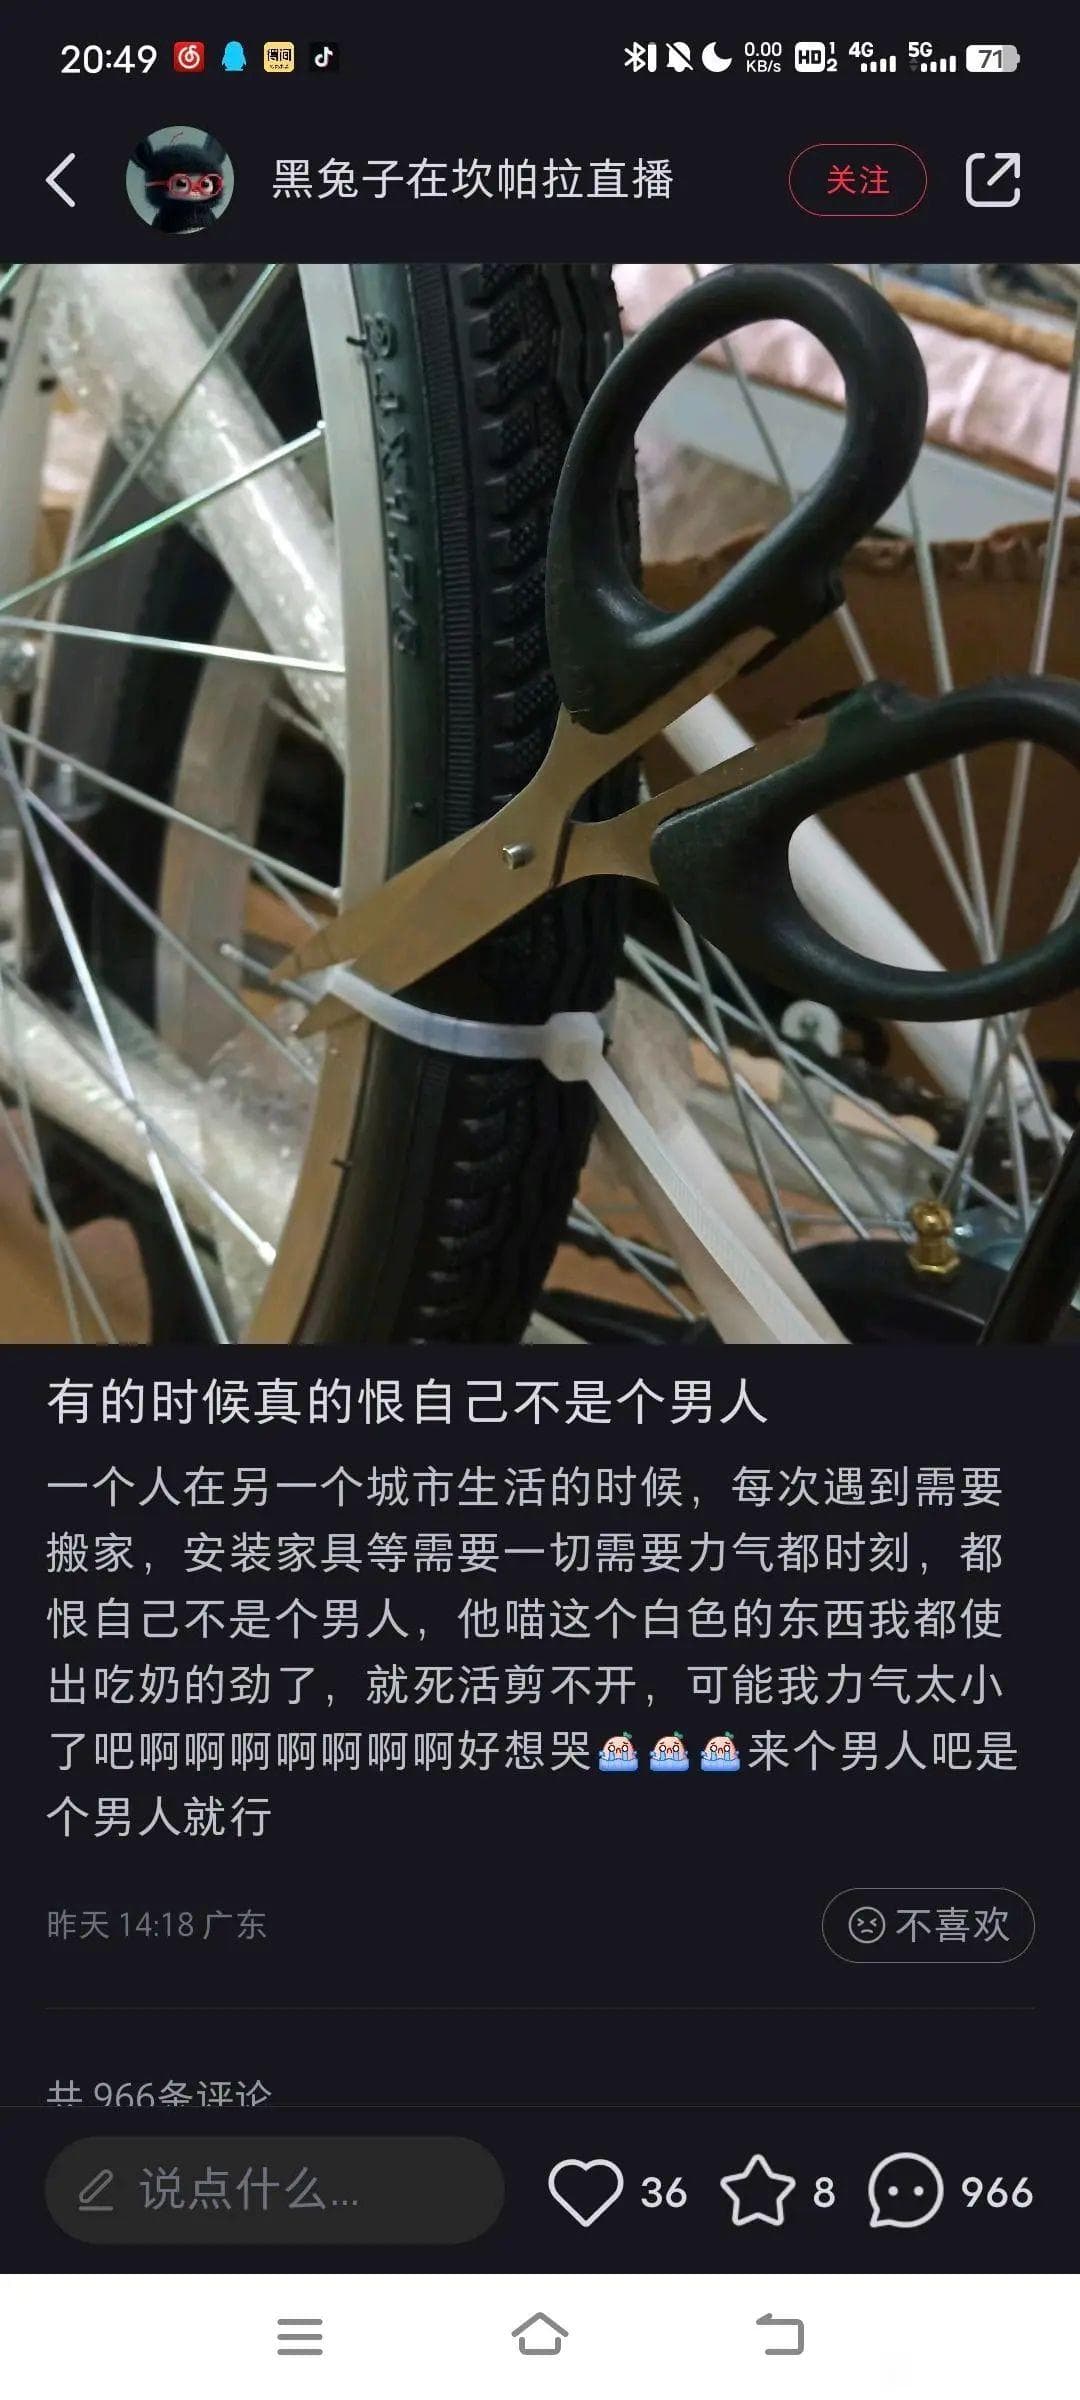 20:49
0.00 KB/s HD 1 2 4G 5G 71
黑兔子在坎帕拉直播
关注
有的时候真的恨自己不是个男人
一个人在另一个城市生活的时候，每次遇到需要
搬家，安装家具等需要一切需要力气都时刻，都
恨自己不是个男人，他喵这个白色的东西我都使
出吃奶的劲了，就死活剪不开，可能我力气太小
了吧啊啊啊啊啊啊啊好想哭😭😭😭来个男人吧是
个男人就行
昨天 14:18 广东
不喜欢
共 966条评论
说点什么...
36
8
966